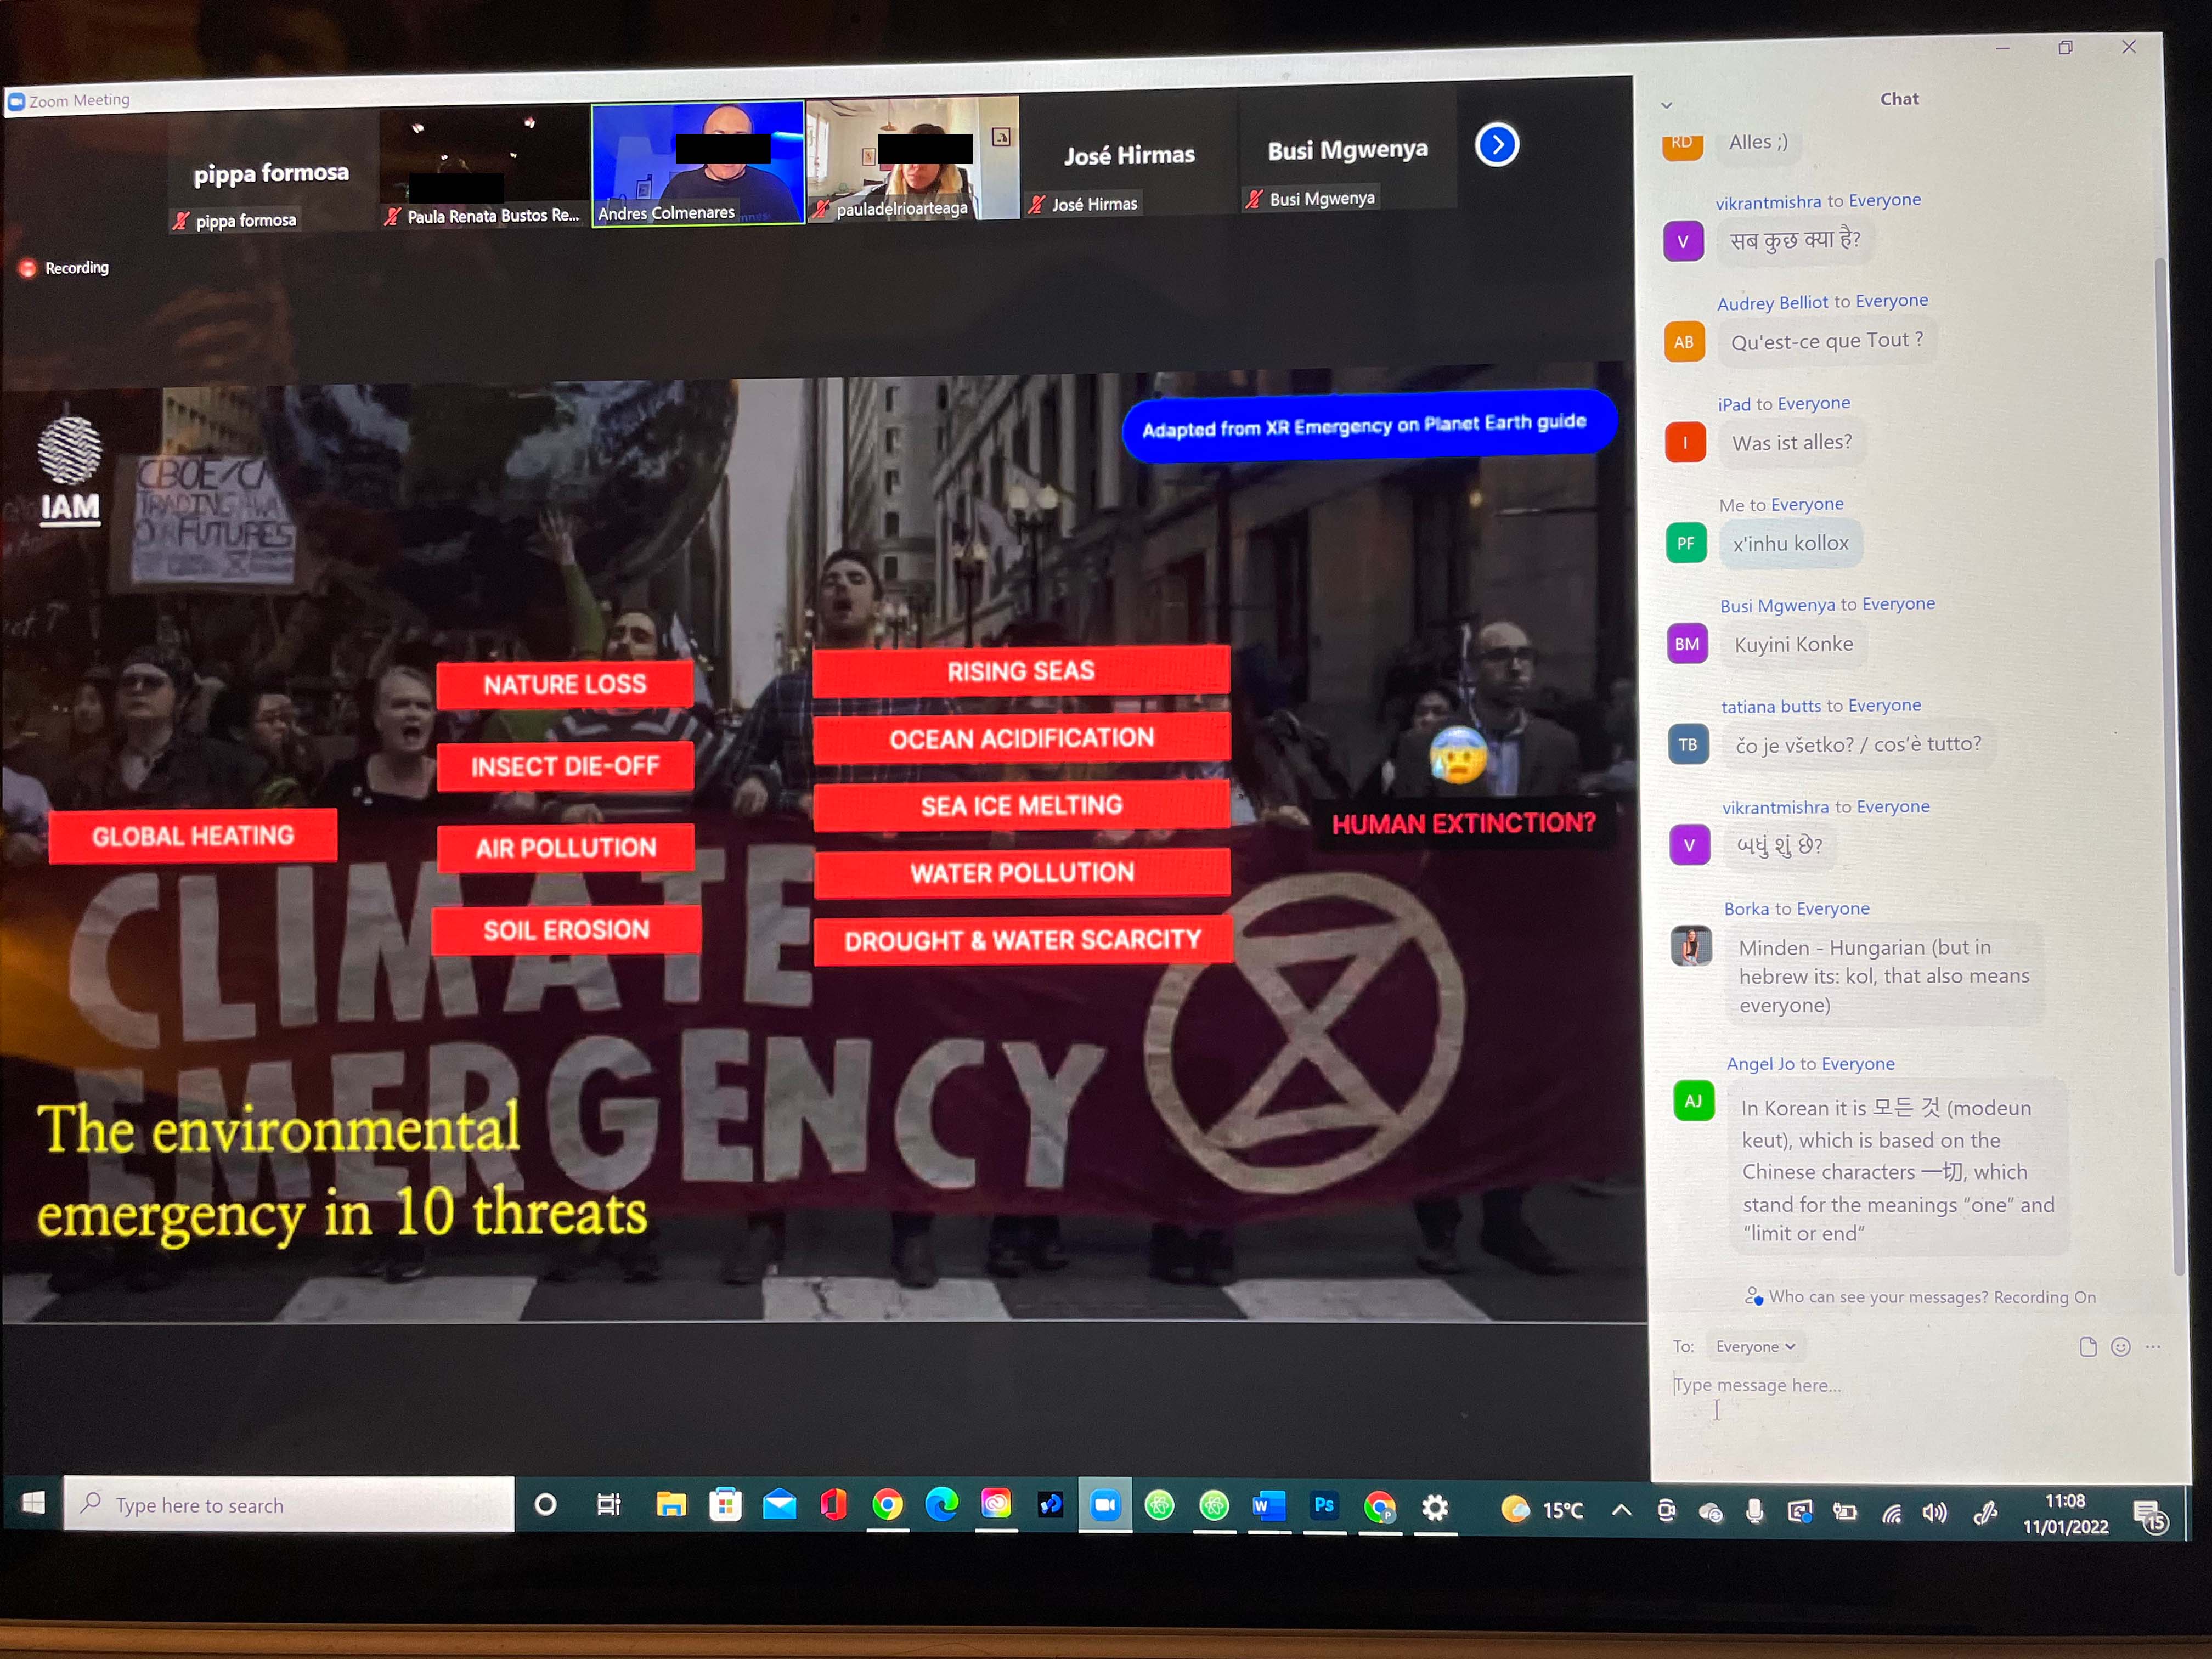 Zoom Meeting
pippa formosa
pippa formosa
Paula Renata Bustos Re...
Andres Colmenares
pauladelrioarteaga
José Hirmas
José Hirmas
Busi Mgwenya
Busi Mgwenya
Recording
IAM
CBOE/
TRADING
FUTURES
Adapted from XR Emergency on Planet Earth guide
GLOBAL HEATING
NATURE LOSS
INSECT DIE-OFF
AIR POLLUTION
SOIL EROSION
RISING SEAS
OCEAN ACIDIFICATION
SEA ICE MELTING
WATER POLLUTION
DROUGHT & WATER SCARCITY
HUMAN EXTINCTION?
CLIMATE
EMERGENCY
The environmental
emergency in 10 threats
Chat
RD
Alles ;)
vikrantmishra to Everyone
V
सब कुछ क्या है?
Audrey Belliot to Everyone
AB
Qu'est-ce que Tout ?
iPad to Everyone
I
Was ist alles?
Me to Everyone
PF
x'inhu kollox
Busi Mgwenya to Everyone
BM
Kuyini Konke
tatiana butts to Everyone
TB
čo je všetko? / cos'è tutto?
vikrantmishra to Everyone
V
બધું શું છે?
Borka to Everyone
Minden - Hungarian (but in
hebrew its: kol, that also means
everyone)
Angel Jo to Everyone
AJ
In Korean it is 모든 것 (modeun
keut), which is based on the
Chinese characters 一切, which
stand for the meanings "one" and
"limit or end"
Who can see your messages? Recording On
To: Everyone
Type message here...
Type here to search
W
Ps
15°C
11:08
11/01/2022
15